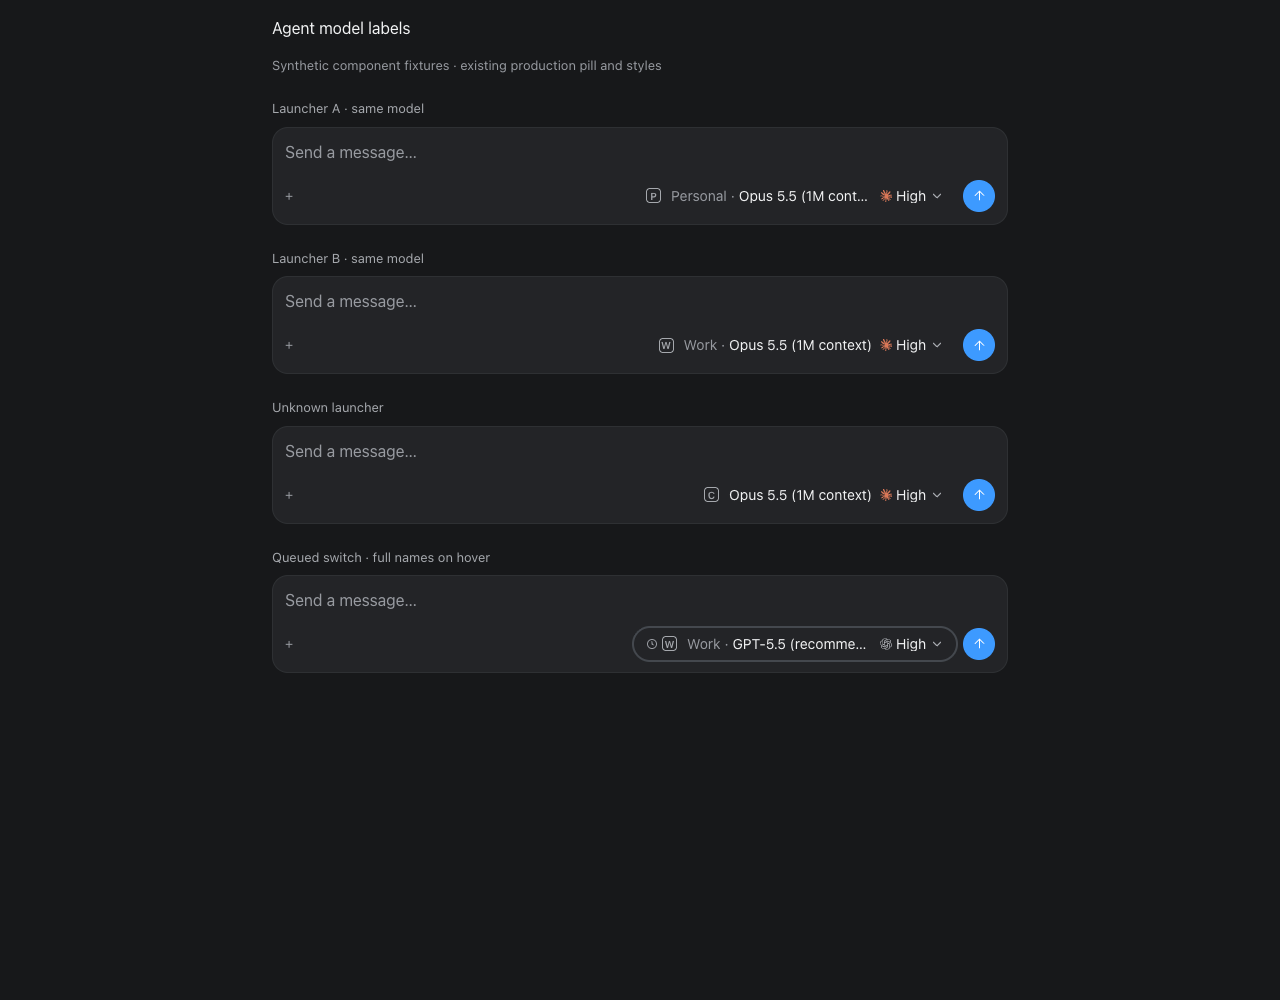 Agent model labels
Synthetic component fixtures · existing production pill and styles
Launcher A · same model
Send a message...
+ P Personal · Opus 5.5 (1M cont... High
Launcher B · same model
Send a message...
+ W Work · Opus 5.5 (1M context) High
Unknown launcher
Send a message...
+ C Opus 5.5 (1M context) High
Queued switch · full names on hover
Send a message...
+ W Work · GPT-5.5 (recomme... High